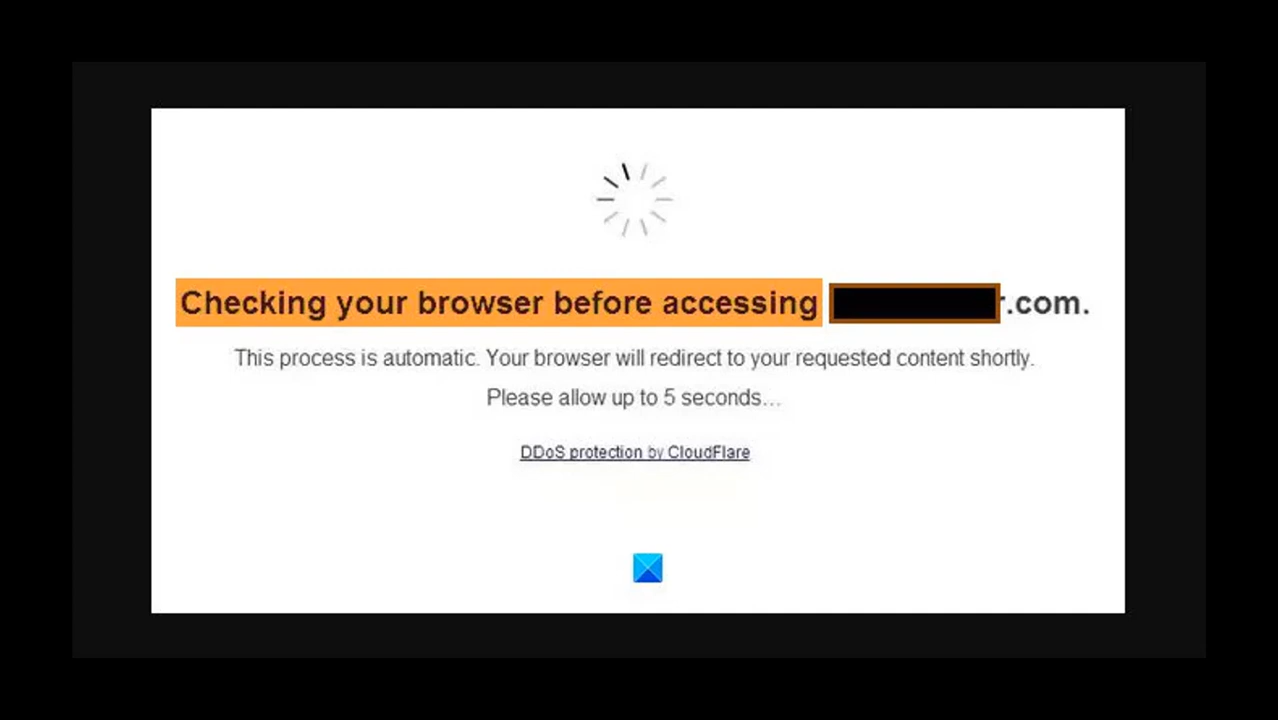 Checking your browser before accessing r.com.
This process is automatic. Your browser will redirect to your requested content shortly.
Please allow up to 5 seconds…
DDoS protection by CloudFlare